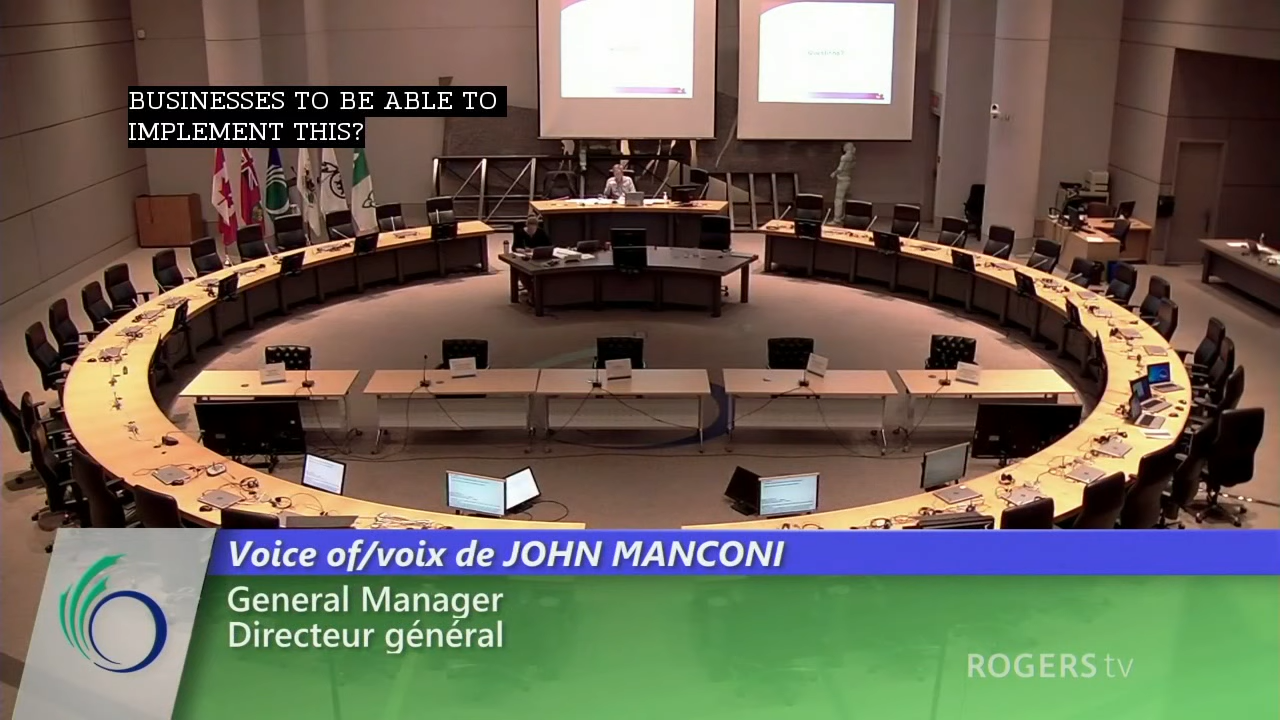 BUSINESSES TO BE ABLE TO
IMPLEMENT THIS?
Voice of/voix de JOHN MANCONI
General Manager
Directeur général
ROGERS tv